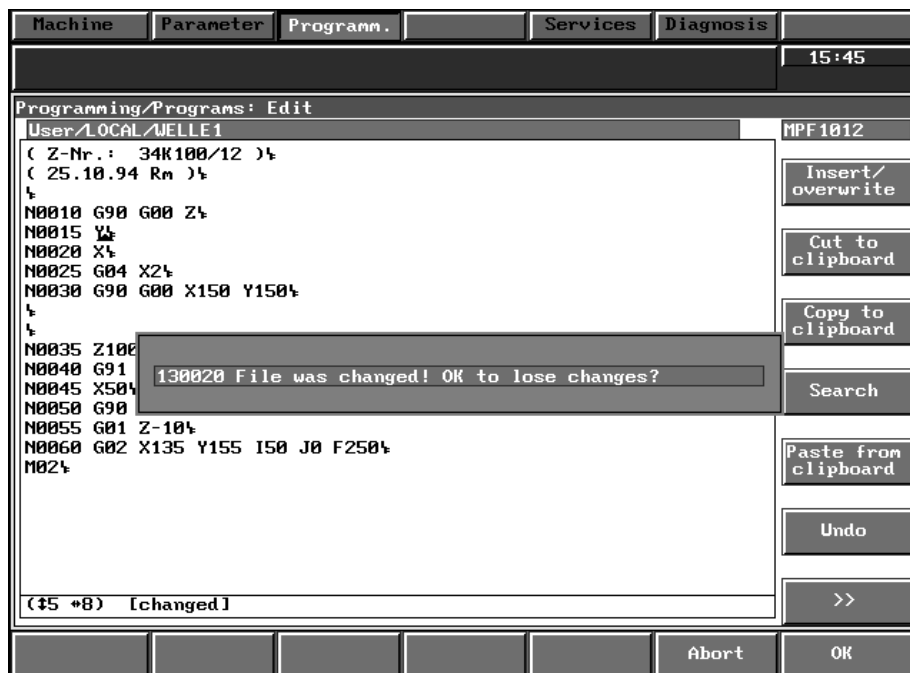 Machine Parameter Programm. Services Diagnosis
15:45
Programming/Programs: Edit
User/LOCAL/WELLE1
MPF1012
( Z-Nr.: 34K100/12 )
( 25.10.94 Rm )
N0010 G90 G00 Z
N0015 Y
N0020 X
N0025 G04 X2
N0030 G90 G00 X150 Y150
N0035 Z100
N0040 G91
N0045 X50
N0050 G90
N0055 G01 Z-10
N0060 G02 X135 Y155 I50 J0 F250
M02
130020 File was changed! OK to lose changes?
(↕5 ↔8) [changed]
Insert/
overwrite
Cut to
clipboard
Copy to
clipboard
Search
Paste from
clipboard
Undo
>>
Abort OK